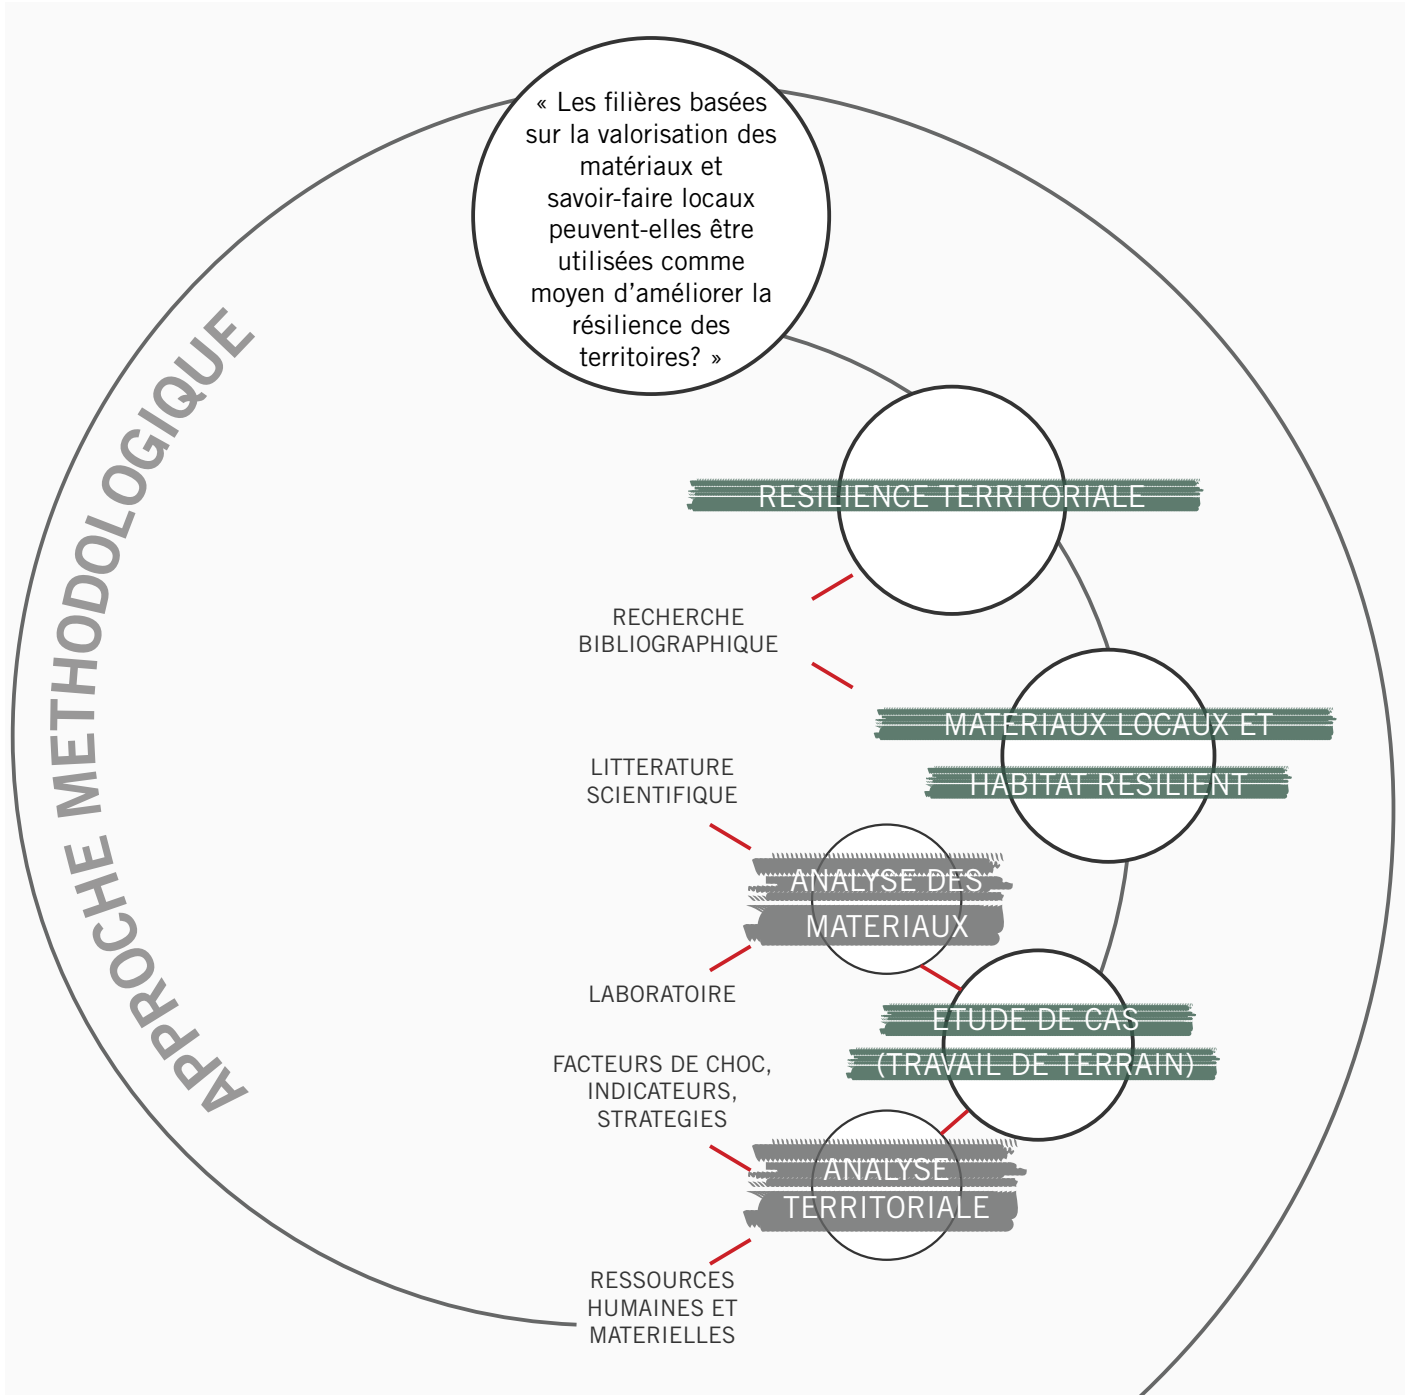 « Les filières basées
sur la valorisation des
matériaux et
savoir-faire locaux
peuvent-elles être
utilisées comme
moyen d’améliorer la
résilience des
territoires? »
APPROCHE METHODOLOGIQUE
RESILIENCE TERRITORIALE
RECHERCHE
BIBLIOGRAPHIQUE
MATERIAUX LOCAUX ET
HABITAT RESILIENT
LITTERATURE
SCIENTIFIQUE
ANALYSE DES
MATERIAUX
LABORATOIRE
ETUDE DE CAS
(TRAVAIL DE TERRAIN)
FACTEURS DE CHOC,
INDICATEURS,
STRATEGIES
ANALYSE
TERRITORIALE
RESSOURCES
HUMAINES ET
MATERIELLES